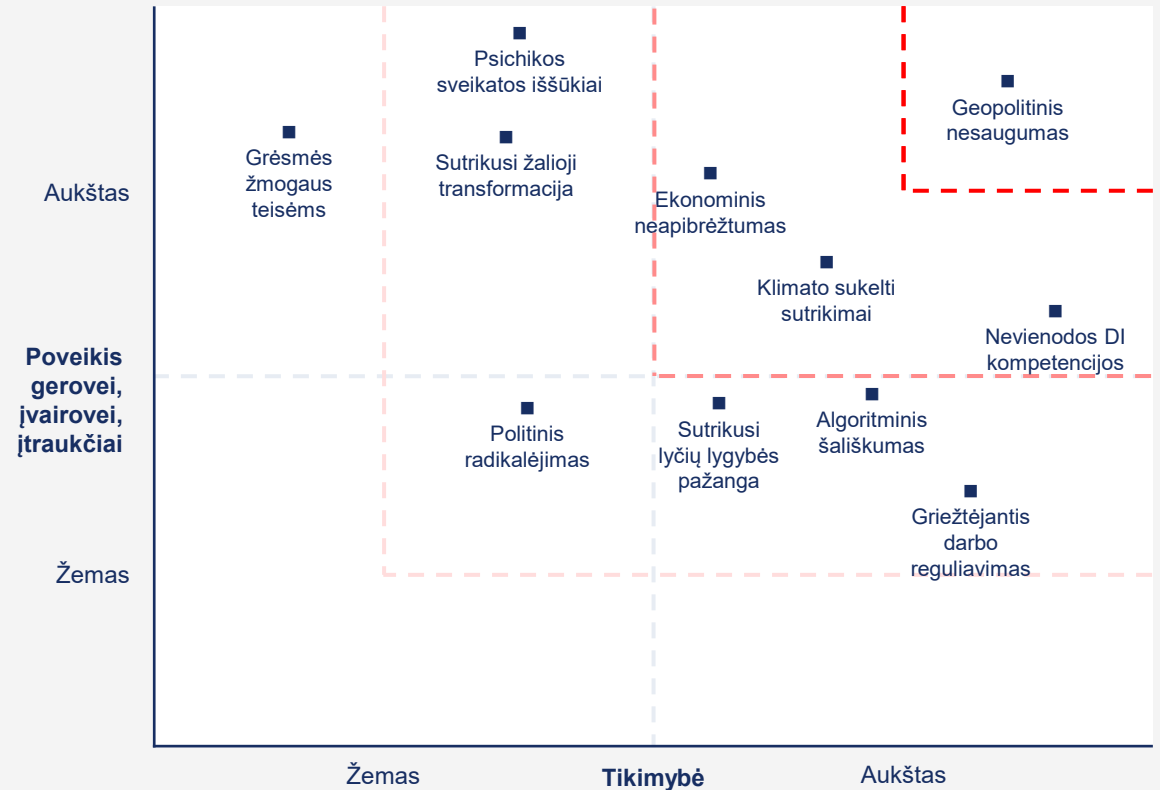 Psichikos
sveikatos iššūkiai
Geopolitinis
nesaugumas
Grėsmės
žmogaus
teisėms
Sutrikusi žalioji
transformacija
Aukštas
Ekonominis
neapibrėžtumas
Klimato sukelti
sutrikimai
Nevienodos DI
kompetencijos
Poveikis
gerovei,
įvairovei,
įtraukčiai
Politinis
radikalėjimas
Sutrikusi
lyčių lygybės
pažanga
Algoritminis
šališkumas
Griežtėjantis
darbo
reguliavimas
Žemas
Žemas
Tikimybė
Aukštas